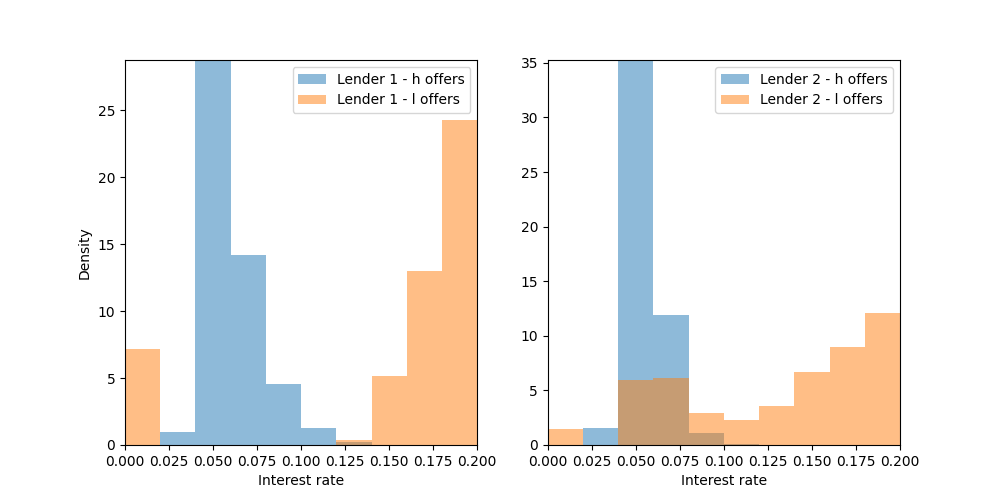 Lender 1 - h offers
Lender 1 - l offers
25
20
15
10
5
0
Density
0.000 0.025 0.050 0.075 0.100 0.125 0.150 0.175 0.200
Interest rate
Lender 2 - h offers
Lender 2 - l offers
35
30
25
20
15
10
5
0
0.000 0.025 0.050 0.075 0.100 0.125 0.150 0.175 0.200
Interest rate